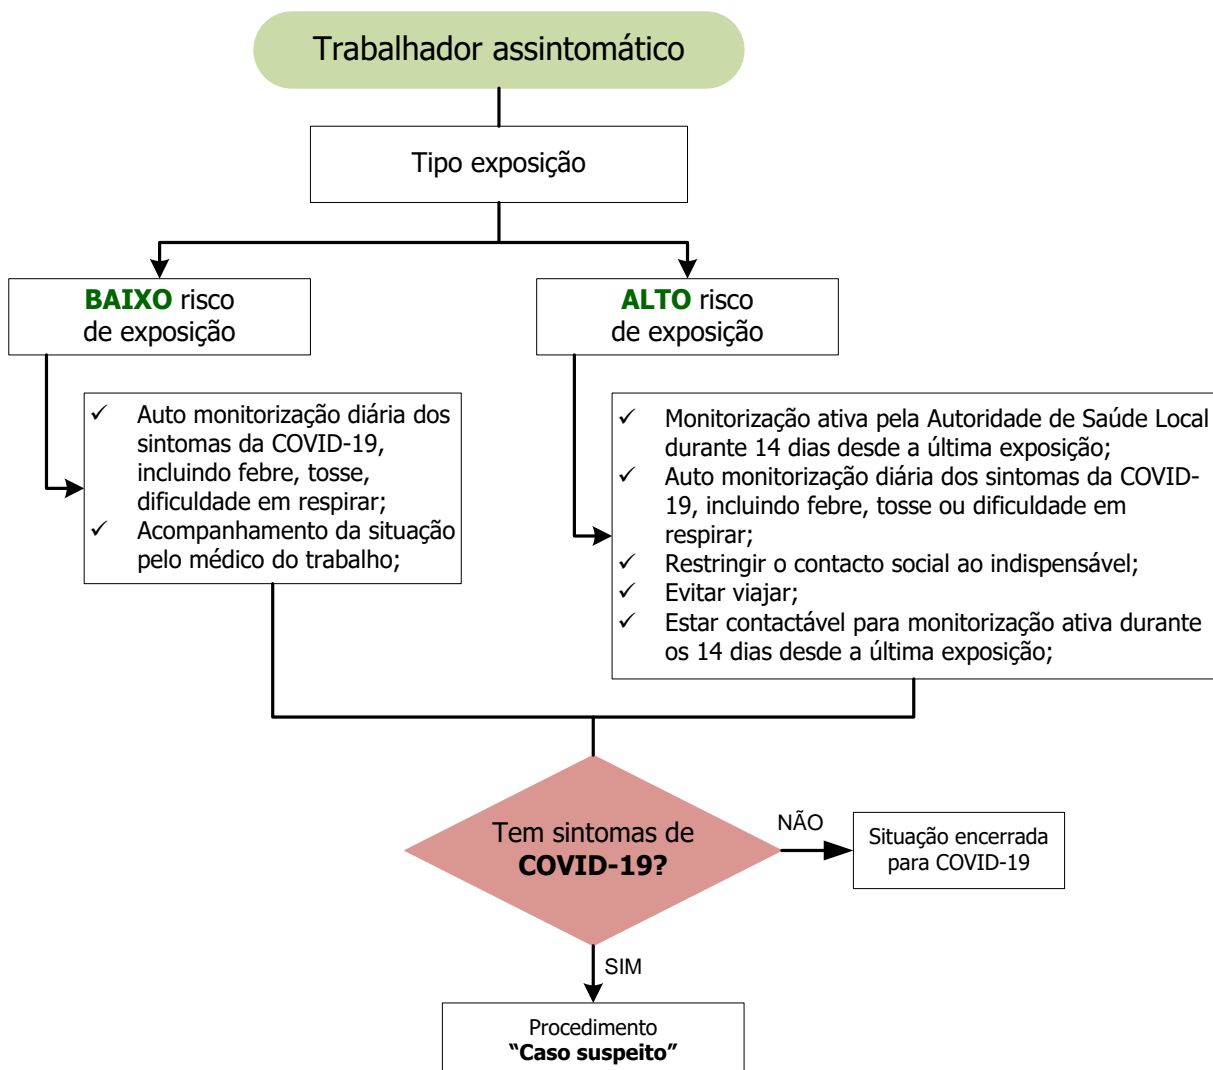 Trabalhador assintomático
Tipo exposição
BAIXO risco
de exposição
ALTO risco
de exposição
✓ Auto monitorização diária dos
sintomas da COVID-19,
incluindo febre, tosse,
dificuldade em respirar;
✓ Acompanhamento da situação
pelo médico do trabalho;
✓ Monitorização ativa pela Autoridade de Saúde Local
durante 14 dias desde a última exposição;
✓ Auto monitorização diária dos sintomas da COVID-
19, incluindo febre, tosse ou dificuldade em
respirar;
✓ Restringir o contacto social ao indispensável;
✓ Evitar viajar;
✓ Estar contactável para monitorização ativa durante
os 14 dias desde a última exposição;
Tem sintomas de
COVID-19?
NÃO
Situação encerrada
para COVID-19
SIM
Procedimento
“Caso suspeito”